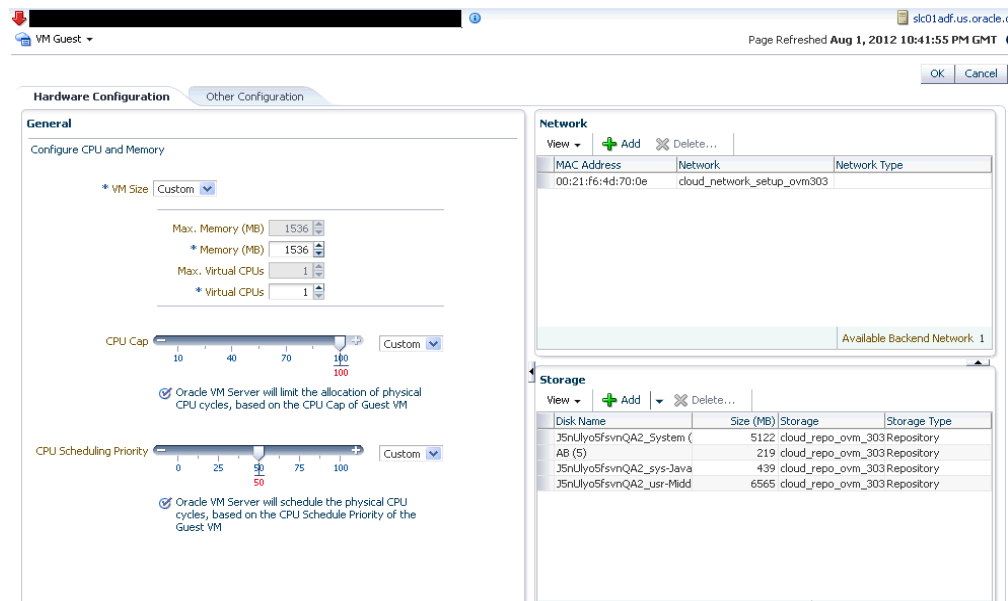 slc01adf.us.oracle.
VM Guest
Page Refreshed Aug 1, 2012 10:41:55 PM GMT
OK Cancel
Hardware Configuration Other Configuration
General
Configure CPU and Memory
* VM Size Custom
Max. Memory (MB) 1536
* Memory (MB) 1536
Max. Virtual CPUs 1
* Virtual CPUs 1
CPU Cap Custom
10 40 70 100
100
Oracle VM Server will limit the allocation of physical
CPU cycles, based on the CPU Cap of Guest VM
CPU Scheduling Priority Custom
0 25 50 75 100
50
Oracle VM Server will schedule the physical CPU
cycles, based on the CPU Schedule Priority of the
Guest VM
Network
View Add Delete...
MAC Address Network Network Type
00:21:f6:4d:70:0e cloud_network_setup_ovm303
Available Backend Network 1
Storage
View Add Delete...
Disk Name Size (MB) Storage Storage Type
J5nUlyo5fsvnQA2_System ( 5122 cloud_repo_ovm_303 Repository
AB (5) 219 cloud_repo_ovm_303 Repository
J5nUlyo5fsvnQA2_sys-Java 439 cloud_repo_ovm_303 Repository
J5nUlyo5fsvnQA2_usr-Midd 6565 cloud_repo_ovm_303 Repository